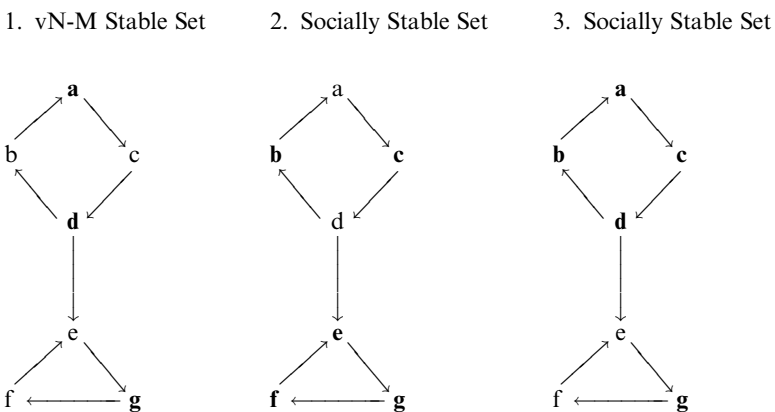 1. vN-M Stable Set 2. Socially Stable Set 3. Socially Stable Set
a a a
b c b c b c
d d d
e e e
f g f g f g